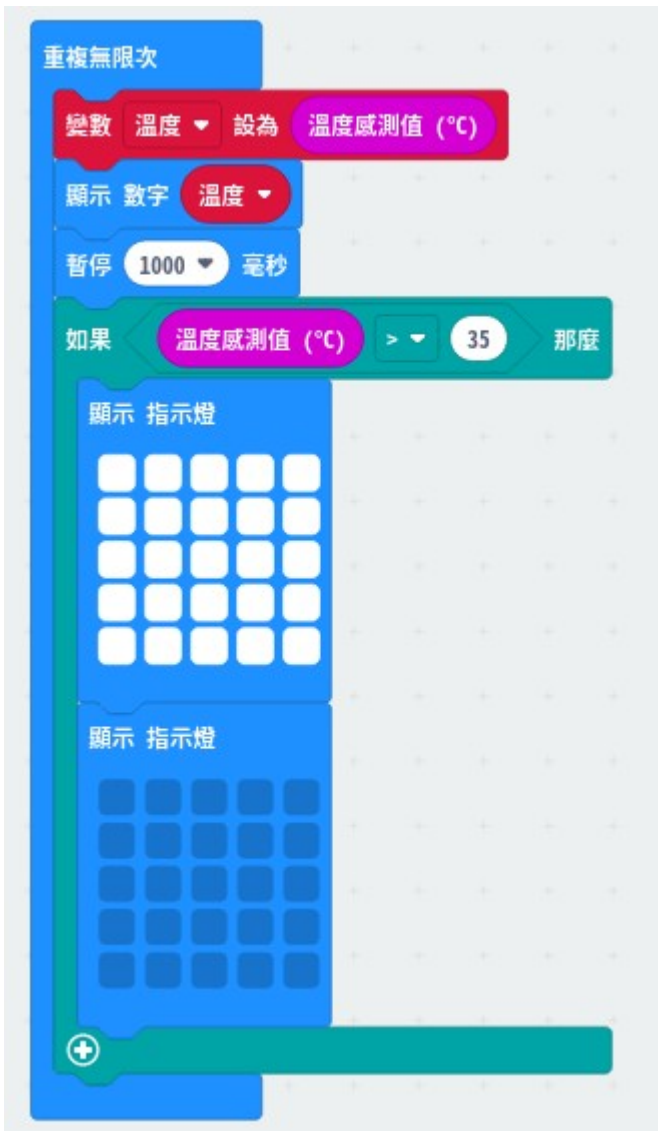 重複無限次
變數 溫度 設為 溫度感測值 (°C)
顯示 數字 溫度
暫停 1000 毫秒
如果 溫度感測值 (°C) > 35 那麼
顯示 指示燈
顯示 指示燈